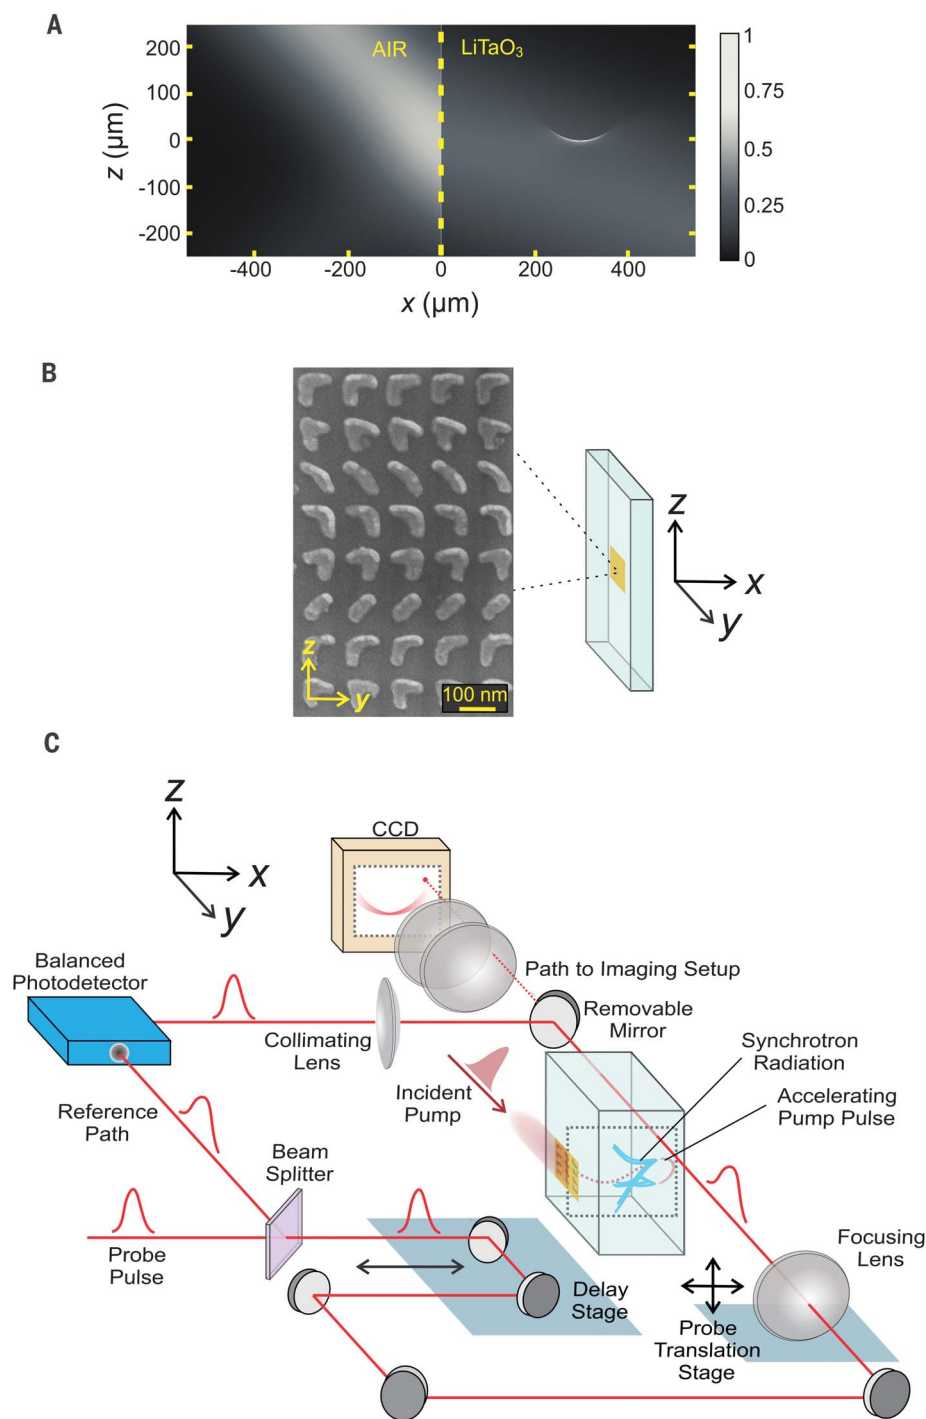 A
AIR
LiTaO₃
z (µm)
200
100
0
-100
-200
-400
-200
0
200
400
x (µm)
1
0.75
0.5
0.25
0
B
z
y
100 nm
z
x
y
C
z
x
y
CCD
Balanced
Photodetector
Path to Imaging Setup
Removable
Mirror
Collimating
Lens
Synchrotron
Radiation
Incident
Pump
Accelerating
Pump Pulse
Reference
Path
Beam
Splitter
Probe
Pulse
Delay
Stage
Focusing
Lens
Probe
Translation
Stage